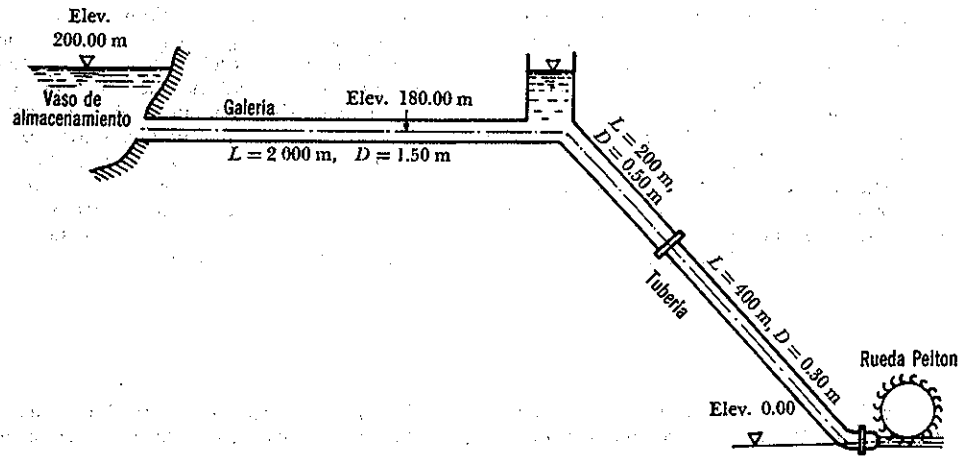 Elev.
200.00 m
Vaso de
almacenamiento
Galería
Elev. 180.00 m
L = 2 000 m, D = 1.50 m
L = 200 m,
D = 0.50 m
Tubería
L = 400 m, D = 0.30 m
Rueda Pelton
Elev. 0.00